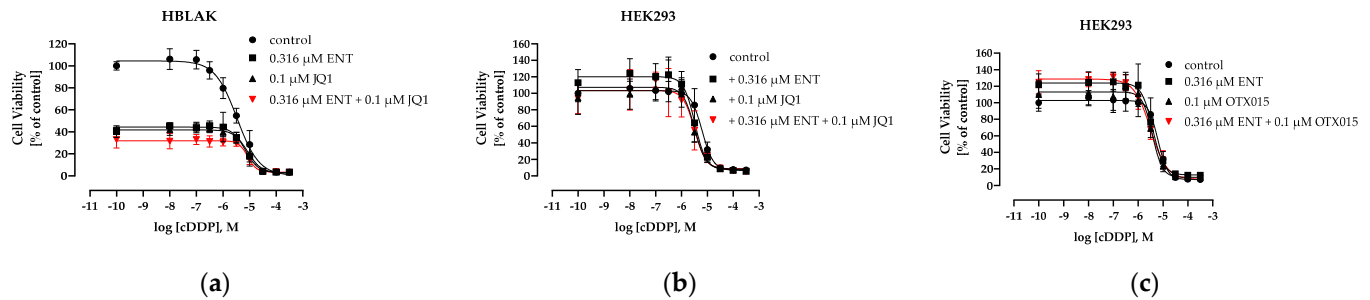 HBLAK
control
0.316 µM ENT
0.1 µM JQ1
0.316 µM ENT + 0.1 µM JQ1
Cell Viability
[% of control]
120
100
80
60
40
20
0
-11 -10 -9 -8 -7 -6 -5 -4 -3
log [cDDP], M
(a)
HEK293
control
+ 0.316 µM ENT
+ 0.1 µM JQ1
+ 0.316 µM ENT + 0.1 µM JQ1
Cell Viability
[% of control]
160
140
120
100
80
60
40
20
0
-11 -10 -9 -8 -7 -6 -5 -4 -3
log [cDDP], M
(b)
HEK293
control
0.316 µM ENT
0.1 µM OTX015
0.316 µM ENT + 0.1 µM OTX015
Cell Viability
[% of control]
160
140
120
100
80
60
40
20
0
-11 -10 -9 -8 -7 -6 -5 -4 -3
log [cDDP], M
(c)